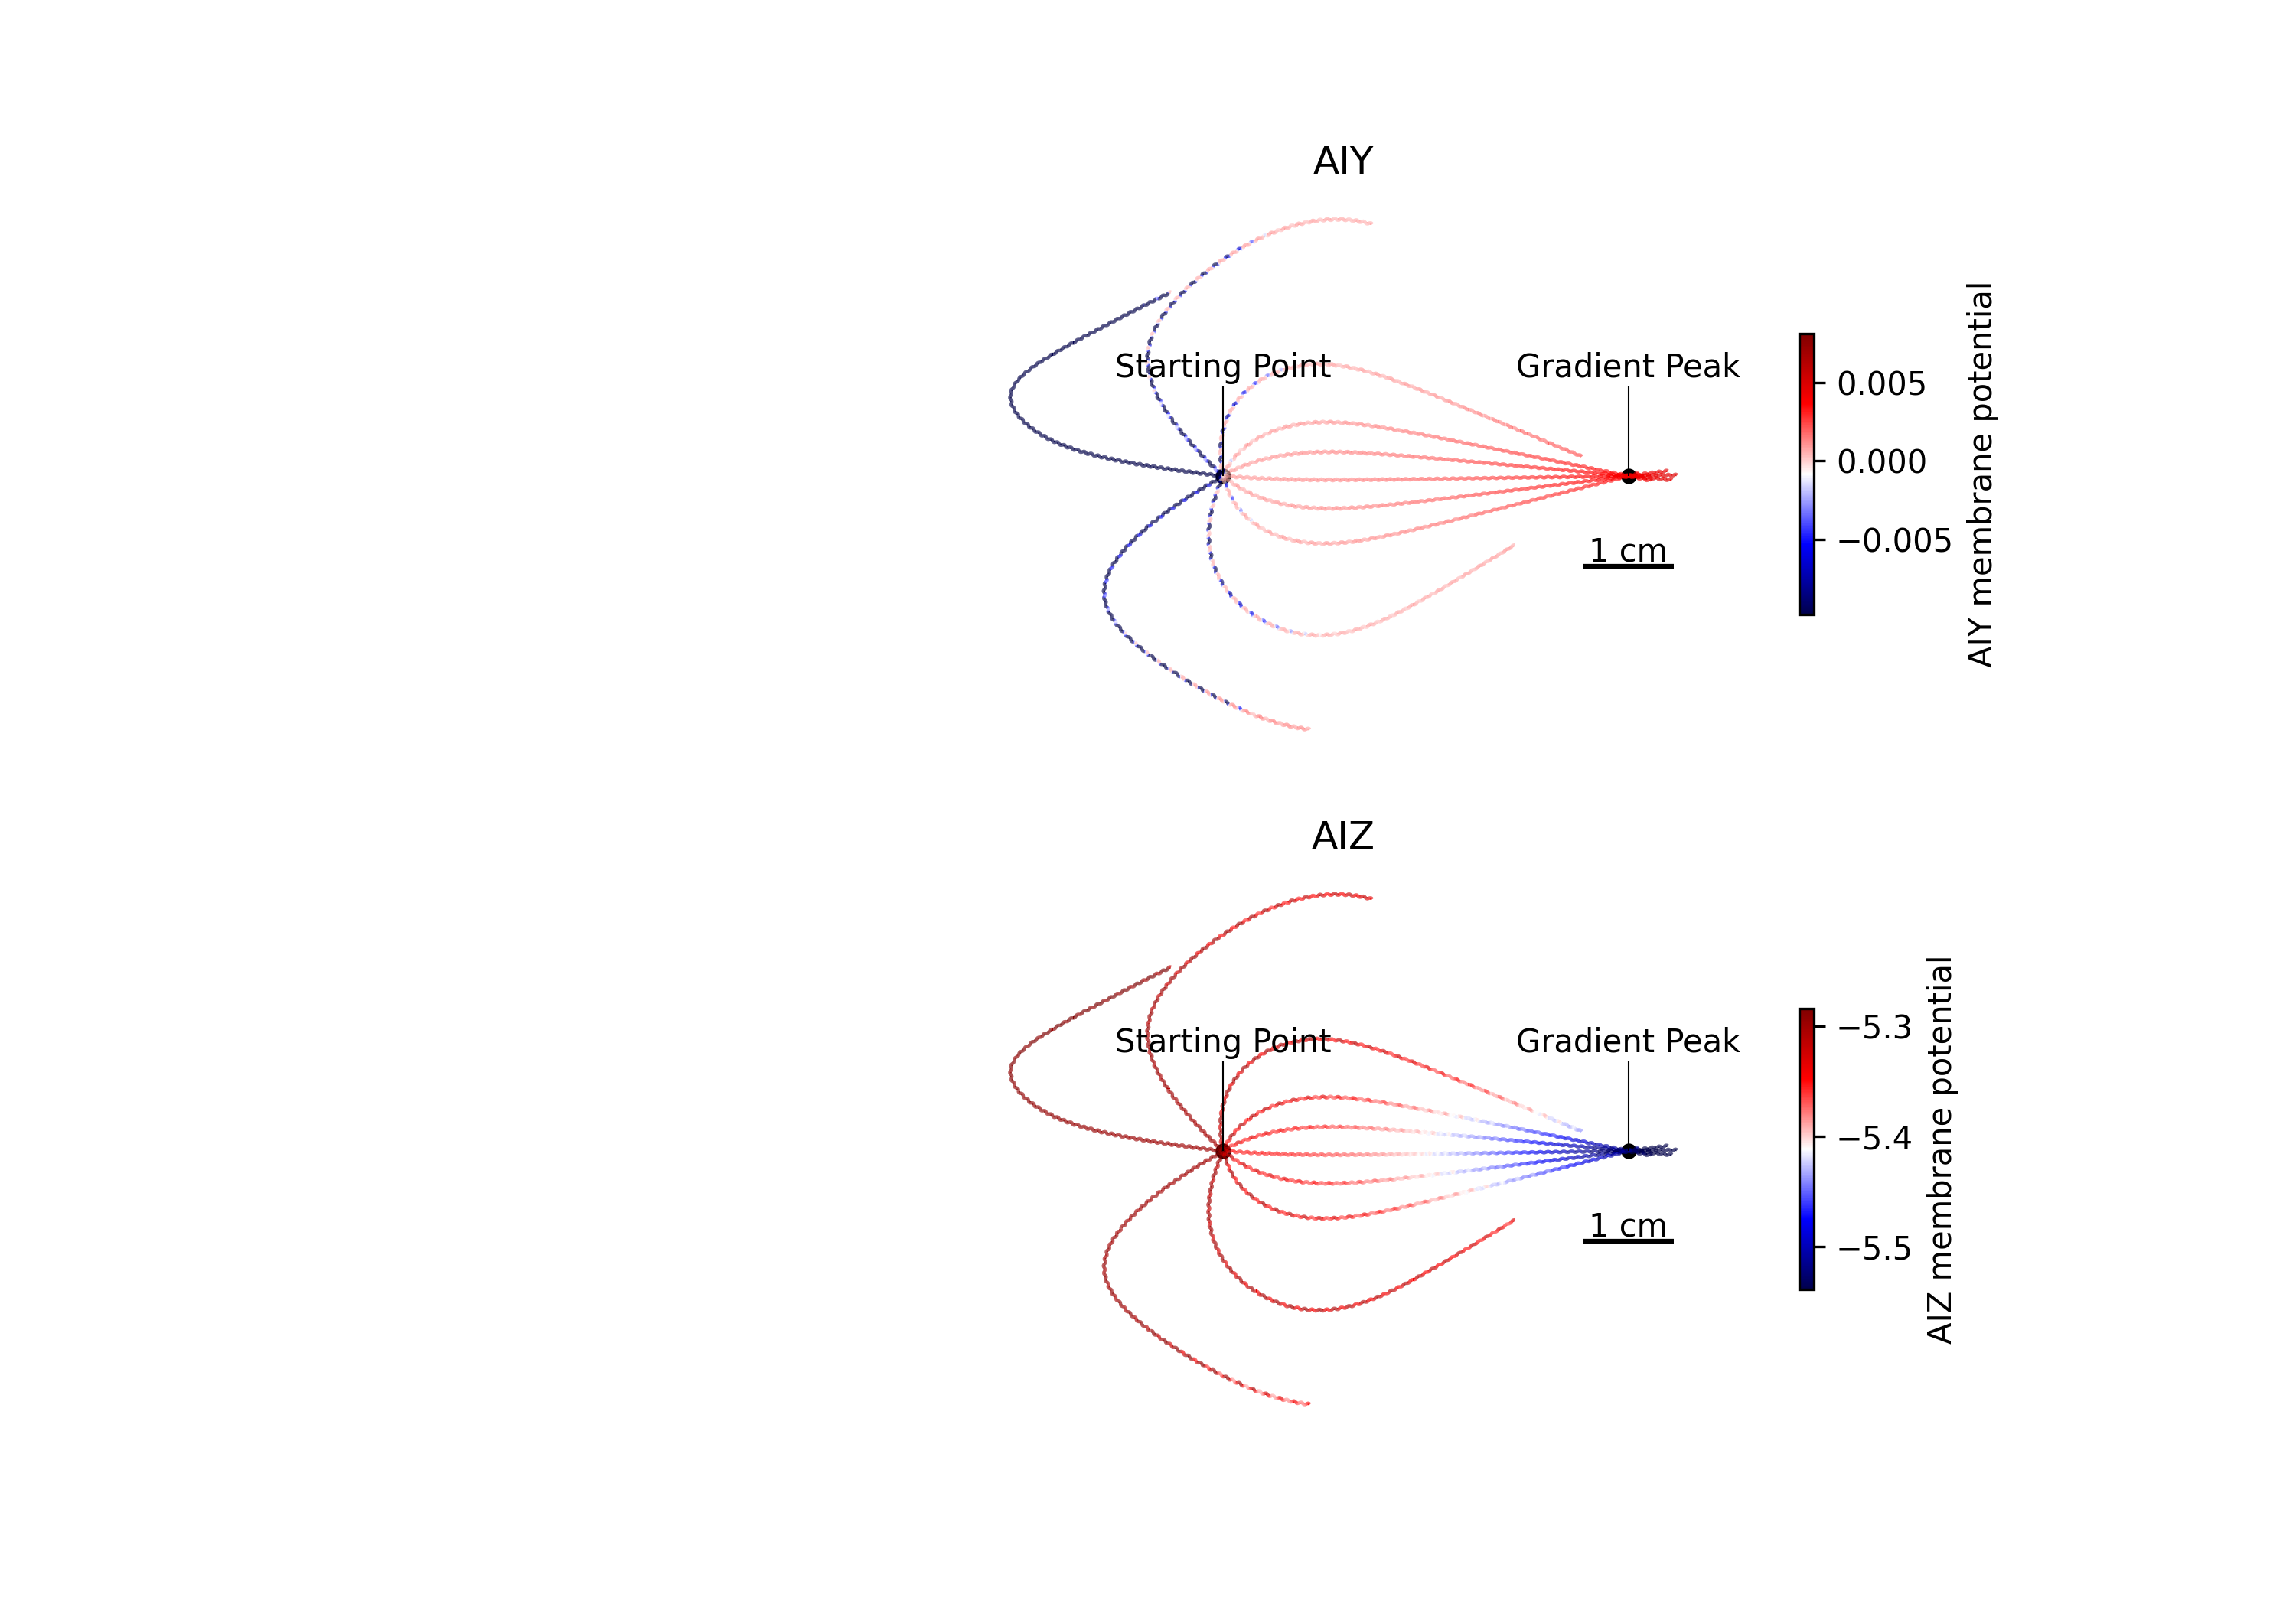 AIY
Starting Point
Gradient Peak
1 cm
0.005
0.000
−0.005
AIY membrane potential
AIZ
Starting Point
Gradient Peak
1 cm
−5.3
−5.4
−5.5
AIZ membrane potential